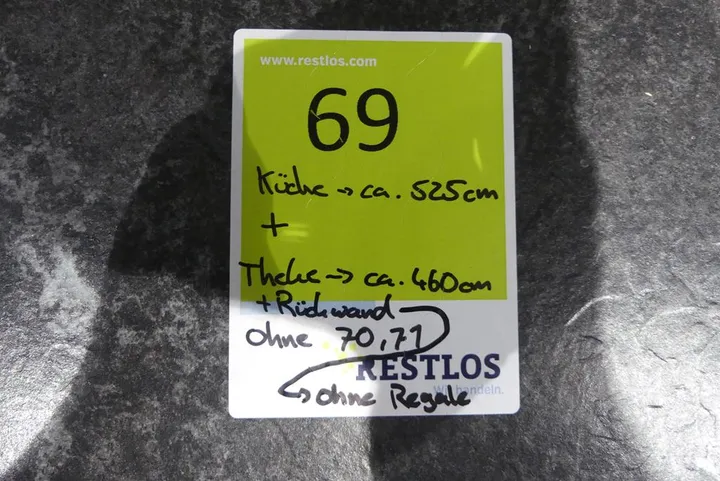 www.restlos.com
69
Küche → ca. 525cm
+
Theke → ca. 460cm
+ Rückwand
ohne 70,71
RESTLOS
Wir handeln.
→ ohne Regale